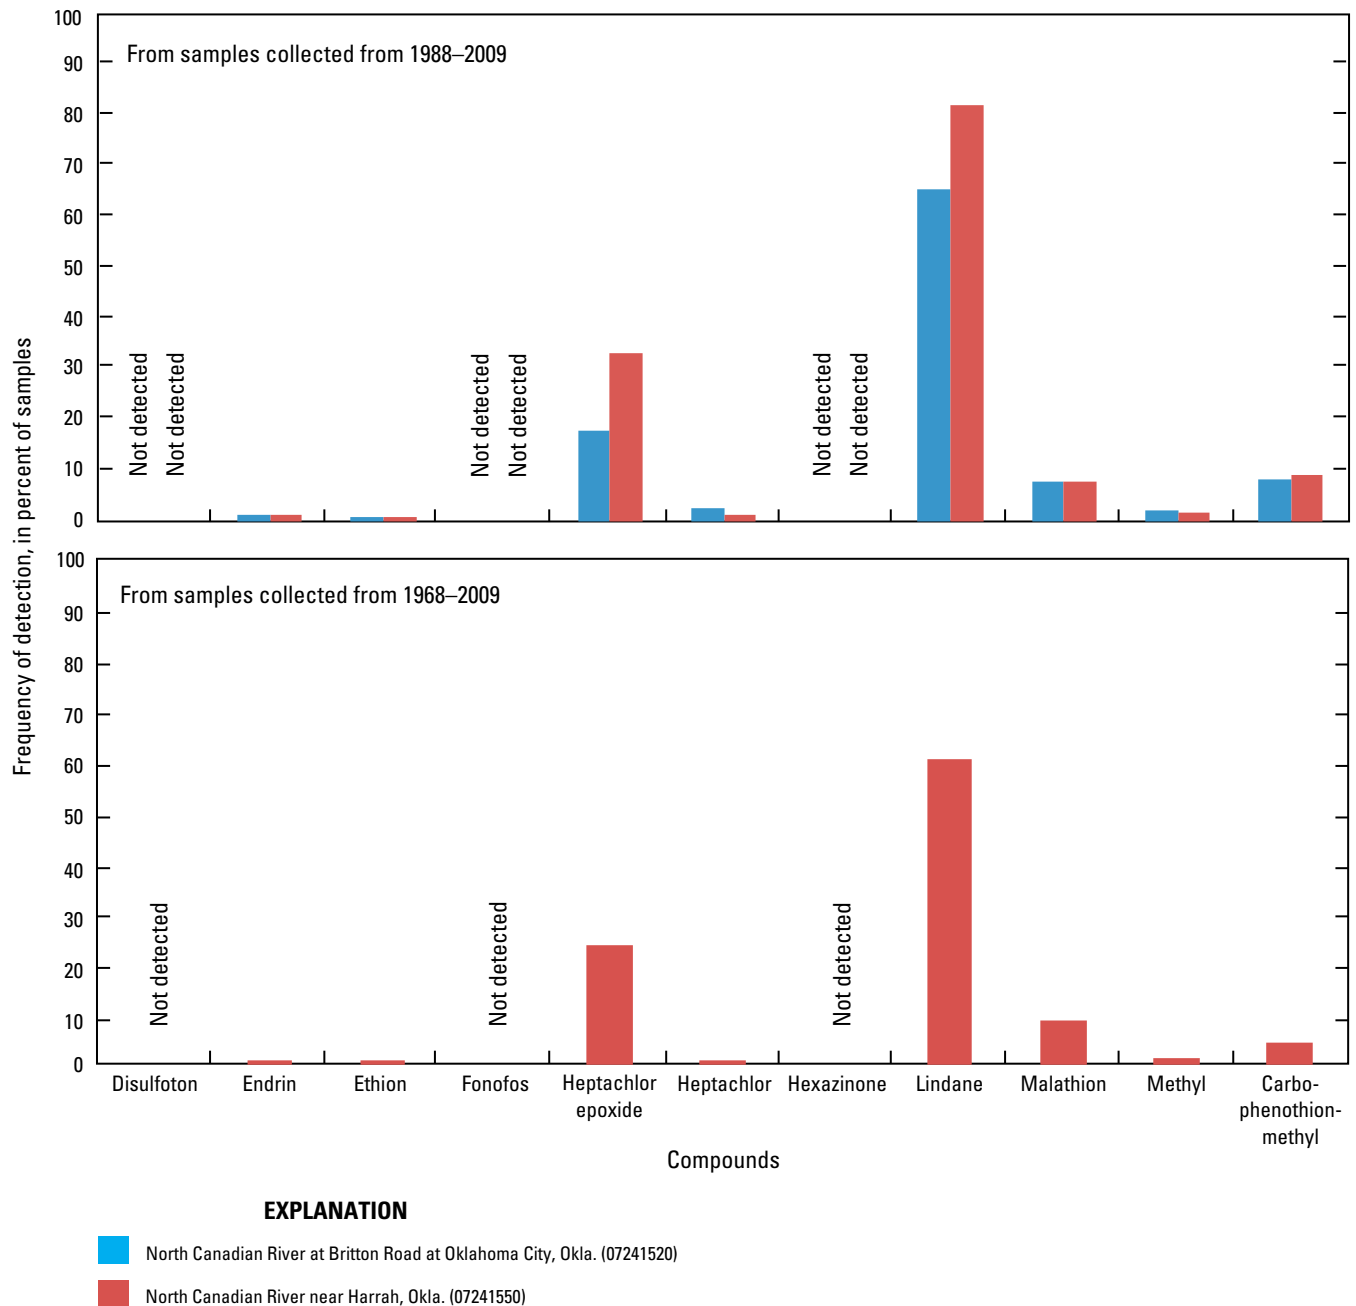 Frequency of detection, in percent of samples
100
90
80
70
60
50
40
30
20
10
0
From samples collected from 1988–2009
Not detected
Not detected
Not detected
Not detected
Not detected
Not detected
100
90
80
70
60
50
40
30
20
10
0
From samples collected from 1968–2009
Not detected
Not detected
Not detected
Disulfoton
Endrin
Ethion
Fonofos
Heptachlor
epoxide
Heptachlor
Hexazinone
Lindane
Malathion
Methyl
Carbo-
phenothion-
methyl
Compounds
EXPLANATION
North Canadian River at Britton Road at Oklahoma City, Okla. (07241520)
North Canadian River near Harrah, Okla. (07241550)